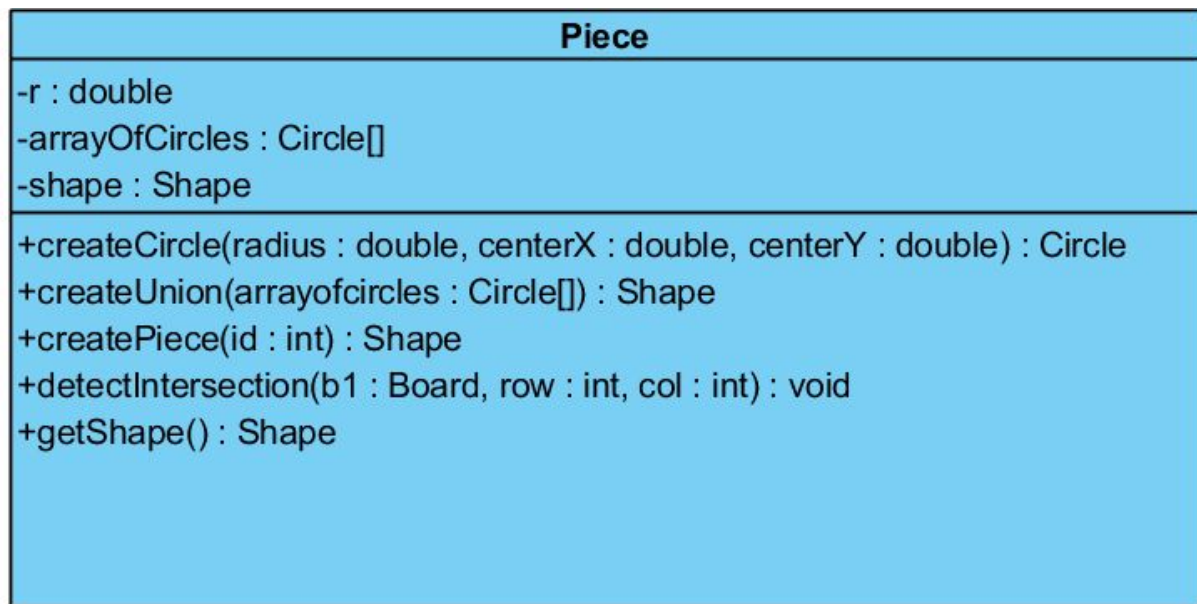 Piece
-r : double
-arrayOfCircles : Circle[]
-shape : Shape
+createCircle(radius : double, centerX : double, centerY : double) : Circle
+createUnion(arrayofcircles : Circle[]) : Shape
+createPiece(id : int) : Shape
+detectIntersection(b1 : Board, row : int, col : int) : void
+getShape() : Shape